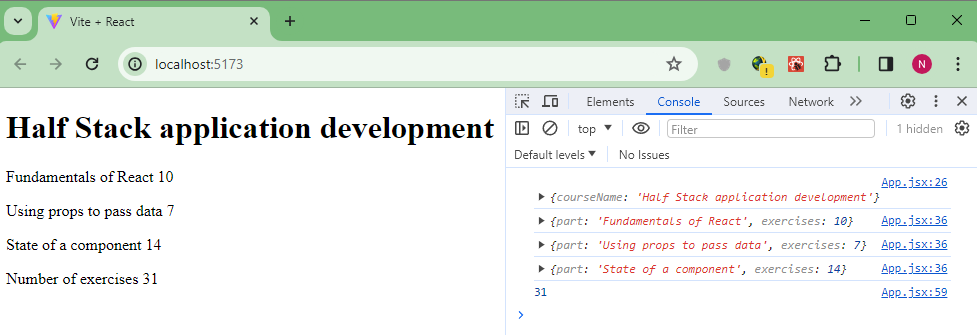 Vite + React
localhost:5173
N
Half Stack application development
Fundamentals of React 10
Using props to pass data 7
State of a component 14
Number of exercises 31
Elements Console Sources Network
top Filter 1 hidden
Default levels No Issues
App.jsx:26
{courseName: 'Half Stack application development'}
{part: 'Fundamentals of React', exercises: 10} App.jsx:36
{part: 'Using props to pass data', exercises: 7} App.jsx:36
{part: 'State of a component', exercises: 14} App.jsx:36
31 App.jsx:59